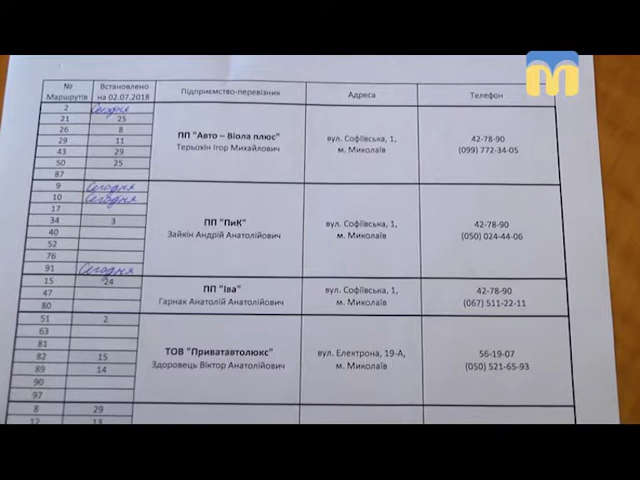 № Маршрутів Встановлено на 02.07.2018 Підприємство-перевізник Адреса Телефон
2 Сегодня
21 25
26 8
29 11
43 29
50 25
87
ПП "Авто – Віола плюс"
Терьохін Ігор Михайлович
вул. Софіївська, 1,
м. Миколаїв
42-78-90
(099) 772-34-05
9 Сегодня
10 Сегодня
17
34 3
40
52
76
91 Сегодня
ПП "ПиК"
Зайкін Андрій Анатолійович
вул. Софіївська, 1,
м. Миколаїв
42-78-90
(050) 024-44-06
15 24
47
80
ПП "Іва"
Гарнак Анатолій Анатолійович
вул. Софіївська, 1,
м. Миколаїв
42-78-90
(067) 511-22-11
51 2
63
81
82 15
89 14
90
97
ТОВ "Приватавтолюкс"
Здоровець Віктор Анатолійович
вул. Електрона, 19-А,
м. Миколаїв
56-19-07
(050) 521-65-93
8 29
12 13